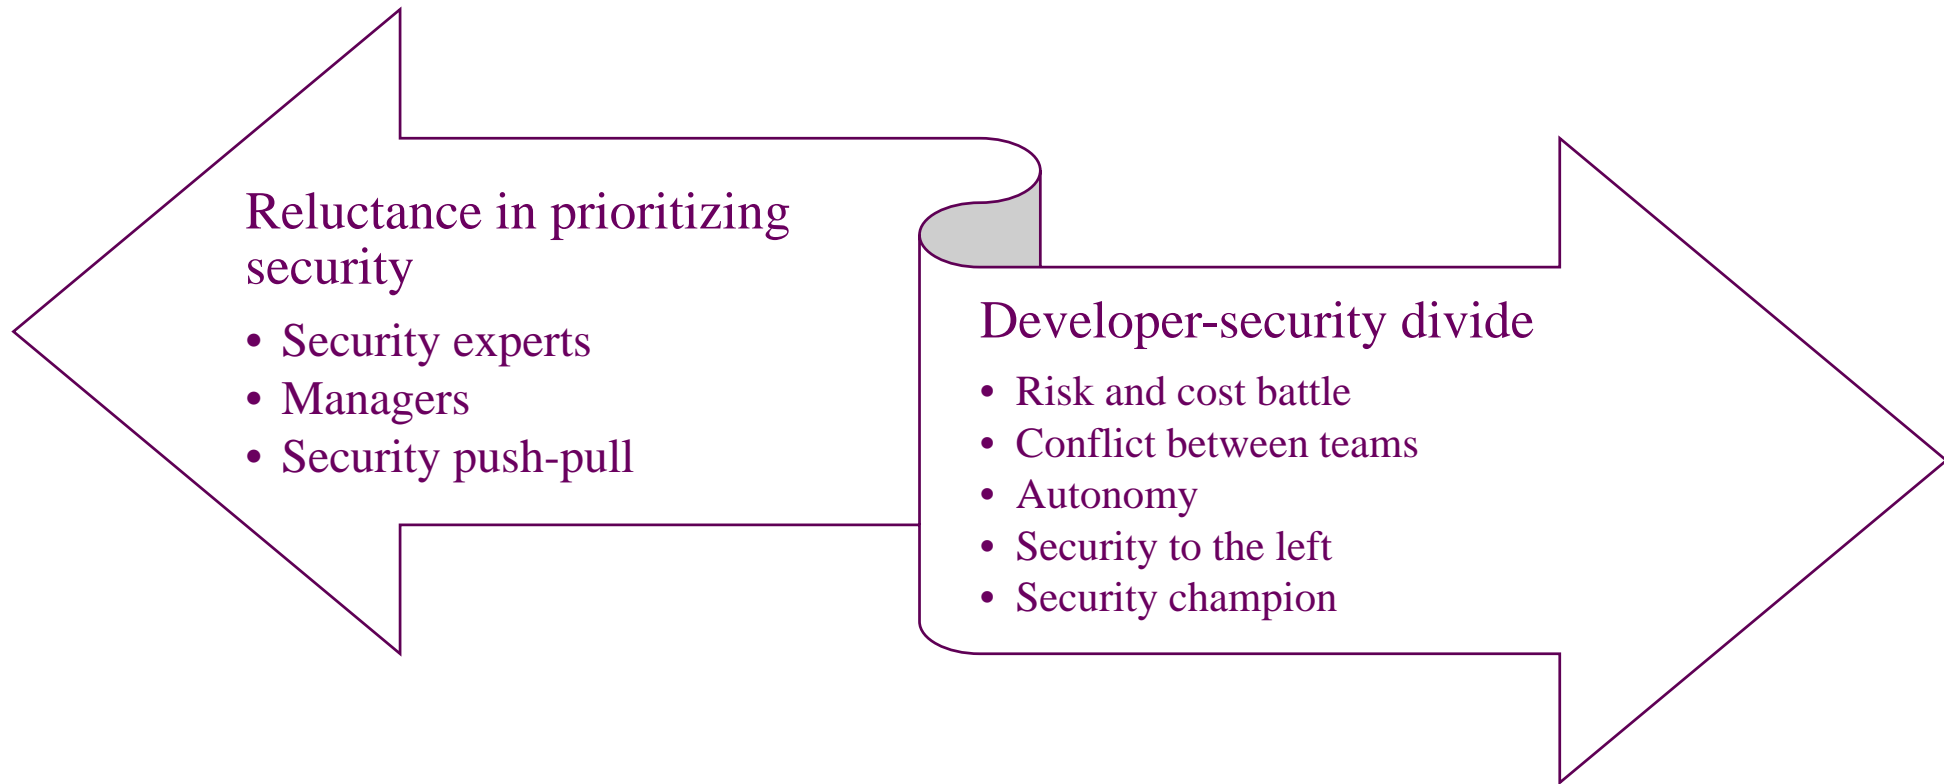 Reluctance in prioritizing
security
• Security experts
• Managers
• Security push-pull
Developer-security divide
• Risk and cost battle
• Conflict between teams
• Autonomy
• Security to the left
• Security champion